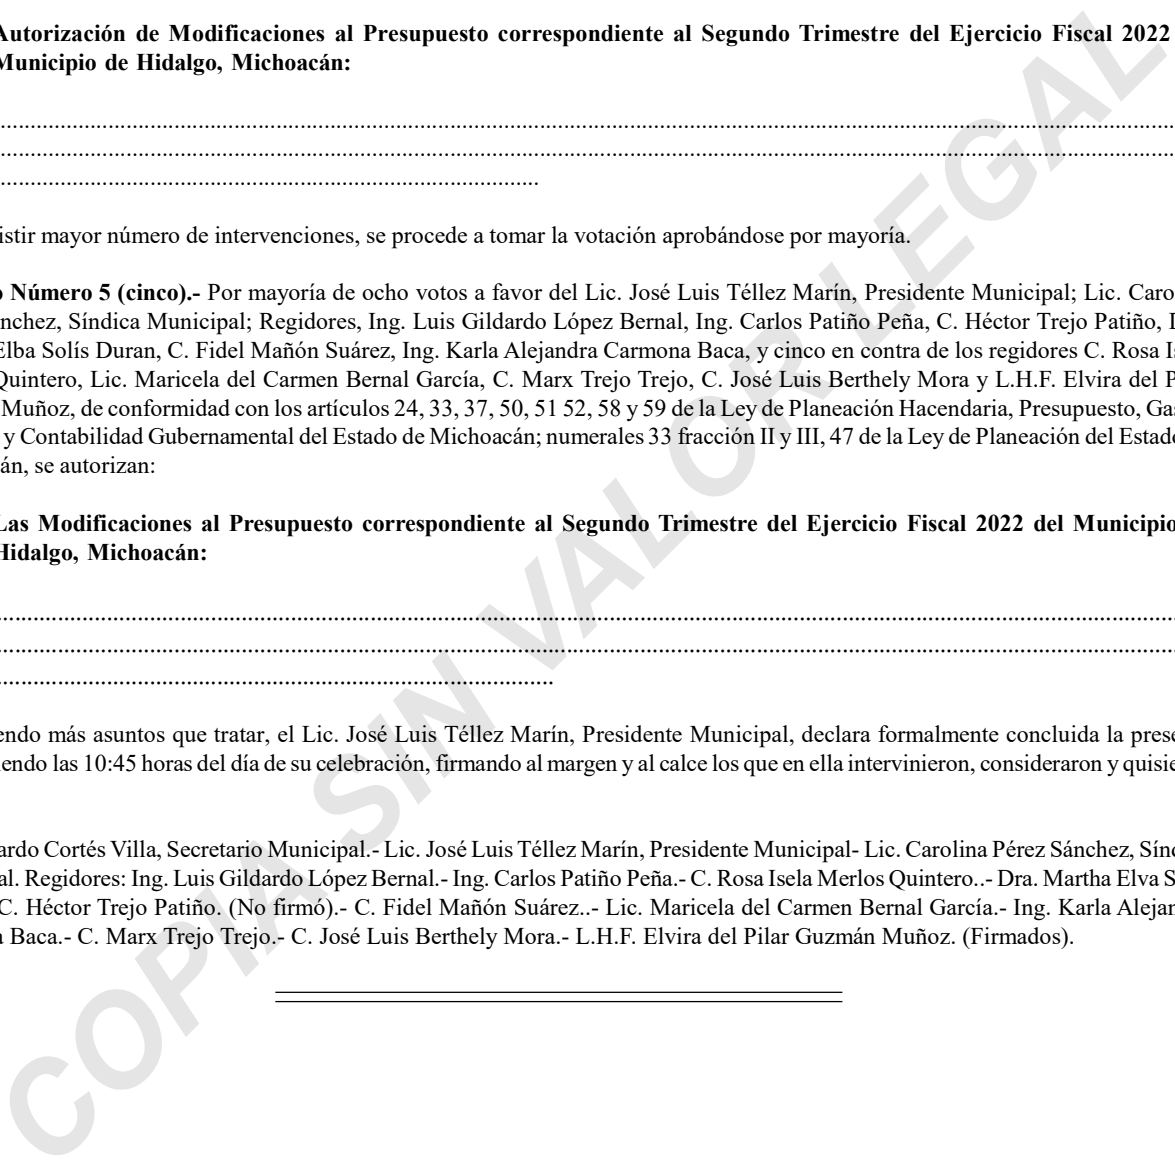 Autorización de Modificaciones al Presupuesto correspondiente al Segundo Trimestre del Ejercicio Fiscal 2022
Municipio de Hidalgo, Michoacán:
..........................................................................................................................................................................................................
..........................................................................................................................................................................................................
...........................................................................................
istir mayor número de intervenciones, se procede a tomar la votación aprobándose por mayoría.
o Número 5 (cinco).- Por mayoría de ocho votos a favor del Lic. José Luis Téllez Marín, Presidente Municipal; Lic. Caro
nchez, Síndica Municipal; Regidores, Ing. Luis Gildardo López Bernal, Ing. Carlos Patiño Peña, C. Héctor Trejo Patiño,
Elba Solís Duran, C. Fidel Mañón Suárez, Ing. Karla Alejandra Carmona Baca, y cinco en contra de los regidores C. Rosa Is
Quintero, Lic. Maricela del Carmen Bernal García, C. Marx Trejo Trejo, C. José Luis Berthely Mora y L.H.F. Elvira del P
Muñoz, de conformidad con los artículos 24, 33, 37, 50, 51 52, 58 y 59 de la Ley de Planeación Hacendaria, Presupuesto, Gas
y Contabilidad Gubernamental del Estado de Michoacán; numerales 33 fracción II y III, 47 de la Ley de Planeación del Estado
án, se autorizan:
Las Modificaciones al Presupuesto correspondiente al Segundo Trimestre del Ejercicio Fiscal 2022 del Municipio
Hidalgo, Michoacán:
..........................................................................................................................................................................................................
..........................................................................................................................................................................................................
.............................................................................................
endo más asuntos que tratar, el Lic. José Luis Téllez Marín, Presidente Municipal, declara formalmente concluida la prese
endo las 10:45 horas del día de su celebración, firmando al margen y al calce los que en ella intervinieron, consideraron y quisie
ardo Cortés Villa, Secretario Municipal.- Lic. José Luis Téllez Marín, Presidente Municipal- Lic. Carolina Pérez Sánchez, Sínd
al. Regidores: Ing. Luis Gildardo López Bernal.- Ing. Carlos Patiño Peña.- C. Rosa Isela Merlos Quintero..- Dra. Martha Elva S
C. Héctor Trejo Patiño. (No firmó).- C. Fidel Mañón Suárez..- Lic. Maricela del Carmen Bernal García.- Ing. Karla Alejan
a Baca.- C. Marx Trejo Trejo.- C. José Luis Berthely Mora.- L.H.F. Elvira del Pilar Guzmán Muñoz. (Firmados).
COPIA SIN VALOR LEGAL